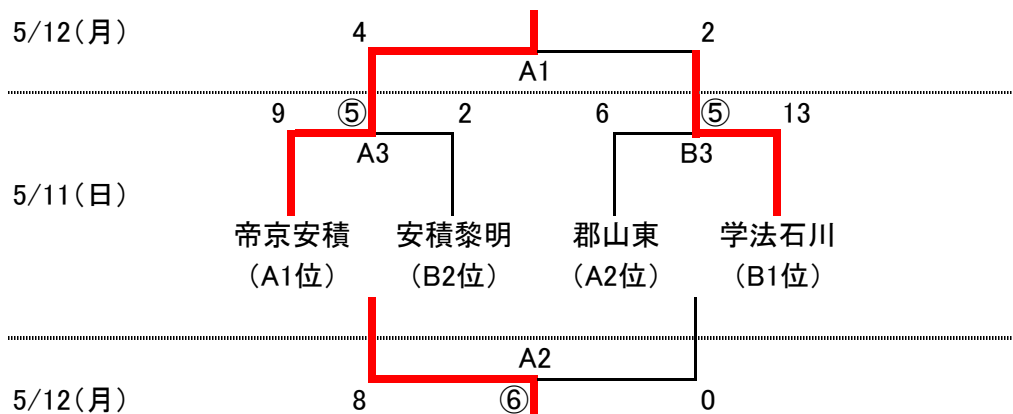 5/12(月) 4 2
A1
9 ⑤ 2 6 ⑤ 13
A3 B3
5/11(日)
帝京安積 安積黎明 郡山東 学法石川
(A1位) (B2位) (A2位) (B1位)
A2
5/12(月) 8 ⑥ 0